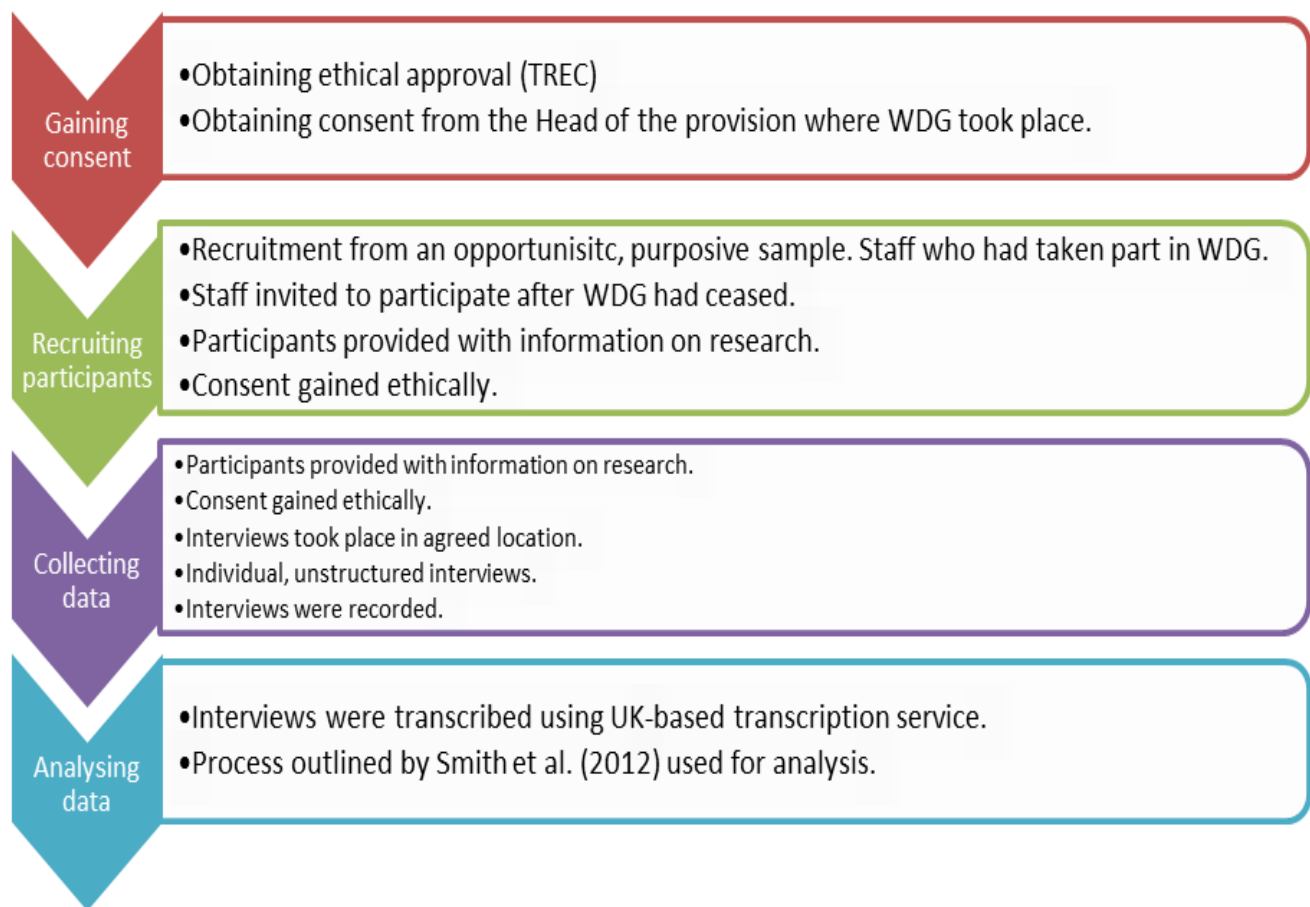 Gaining
consent
•Obtaining ethical approval (TREC)
•Obtaining consent from the Head of the provision where WDG took place.
Recruiting
participants
•Recruitment from an opportunisitc, purposive sample. Staff who had taken part in WDG.
•Staff invited to participate after WDG had ceased.
•Participants provided with information on research.
•Consent gained ethically.
Collecting
data
•Participants provided with information on research.
•Consent gained ethically.
•Interviews took place in agreed location.
•Individual, unstructured interviews.
•Interviews were recorded.
Analysing
data
•Interviews were transcribed using UK-based transcription service.
•Process outlined by Smith et al. (2012) used for analysis.